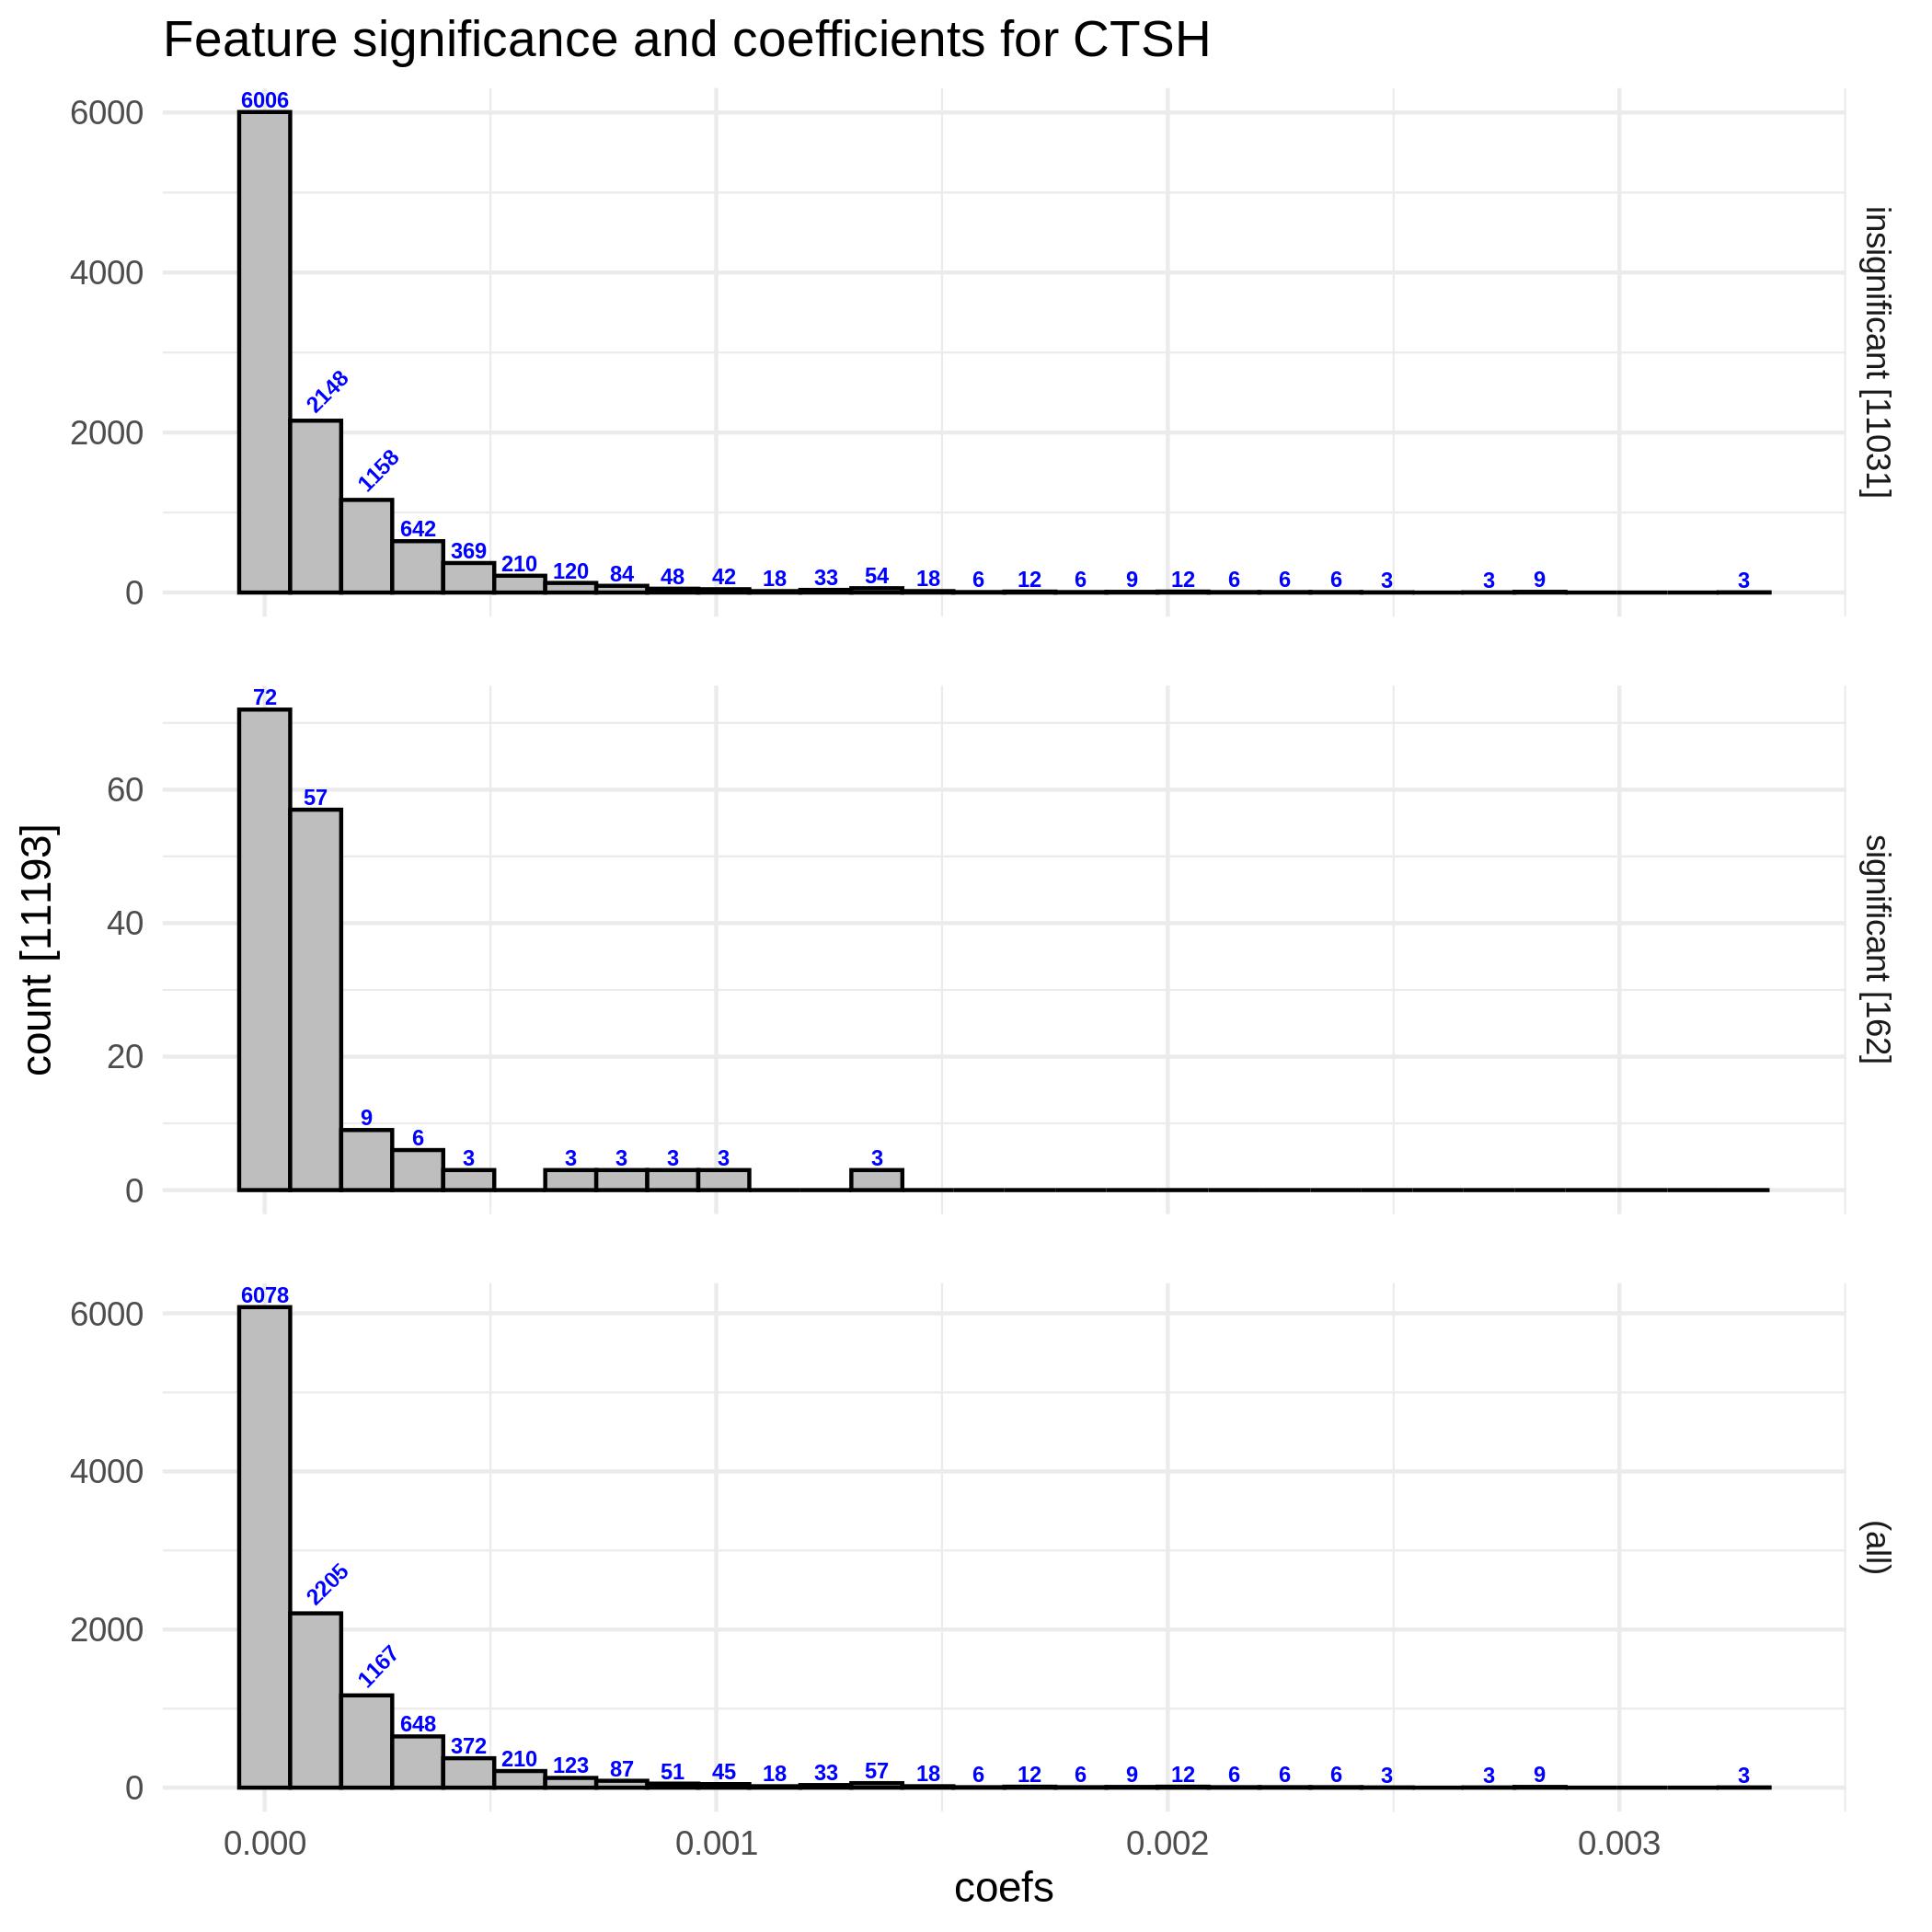 Feature significance and coefficients for CTSH
6006
6000
4000
2148
2000
1158
642
369
210 120 84 48 42 18 33 54 18 6 12 6 9 12 6 6 6 3 3 9 3
0
insignificant [11031]
72
60
57
40
20
9
6
3 3 3 3 3 3
0
significant [162]
count [11193]
6078
6000
4000
2205
2000
1167
648
372
210 123 87 51 45 18 33 57 18 6 12 6 9 12 6 6 6 3 3 9 3
0
(all)
0.000 0.001 0.002 0.003
coefs